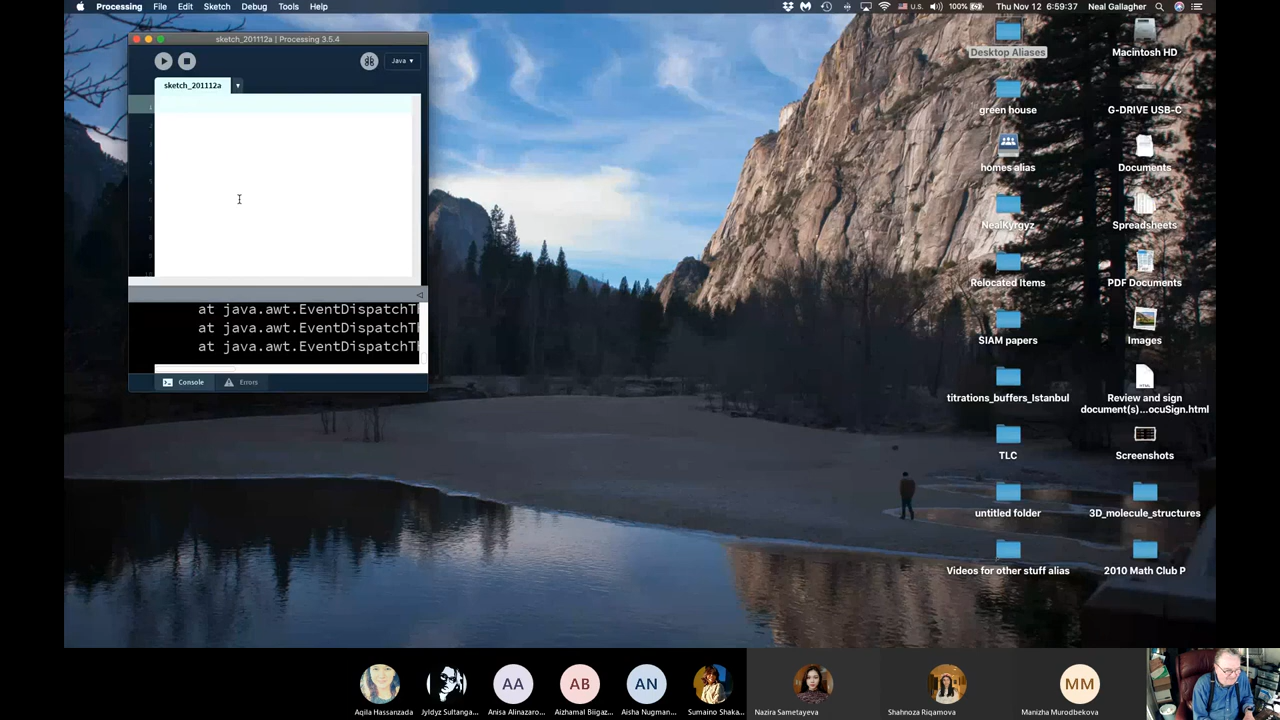 Processing File Edit Sketch Debug Tools Help U.S. 100% Thu Nov 12 6:59:37 Neal Gallagher
sketch_201112a | Processing 3.5.4
Java ▾
sketch_201112a
1
at java.awt.EventDispatchTh
at java.awt.EventDispatchTh
at java.awt.EventDispatchTh
Console Errors
Desktop Aliases
Macintosh HD
green house
G-DRIVE USB-C
homes alias
Documents
NealKyrgyz
Spreadsheets
Relocated Items
PDF Documents
SIAM papers
Images
titrations_buffers_Istanbul
Review and sign
document(s)...ocuSign.html
TLC
Screenshots
untitled folder
3D_molecule_structures
Videos for other stuff alias
2010 Math Club P
AA AB AN MM
Aqila Hassanzada Jyldyz Sultanga... Anisa Alinazaro... Aizhamal Biigaz... Aisha Nugman... Sumaino Shaka... Nazira Sametayeva Shahnoza Riqamova Manizha Murodbekova